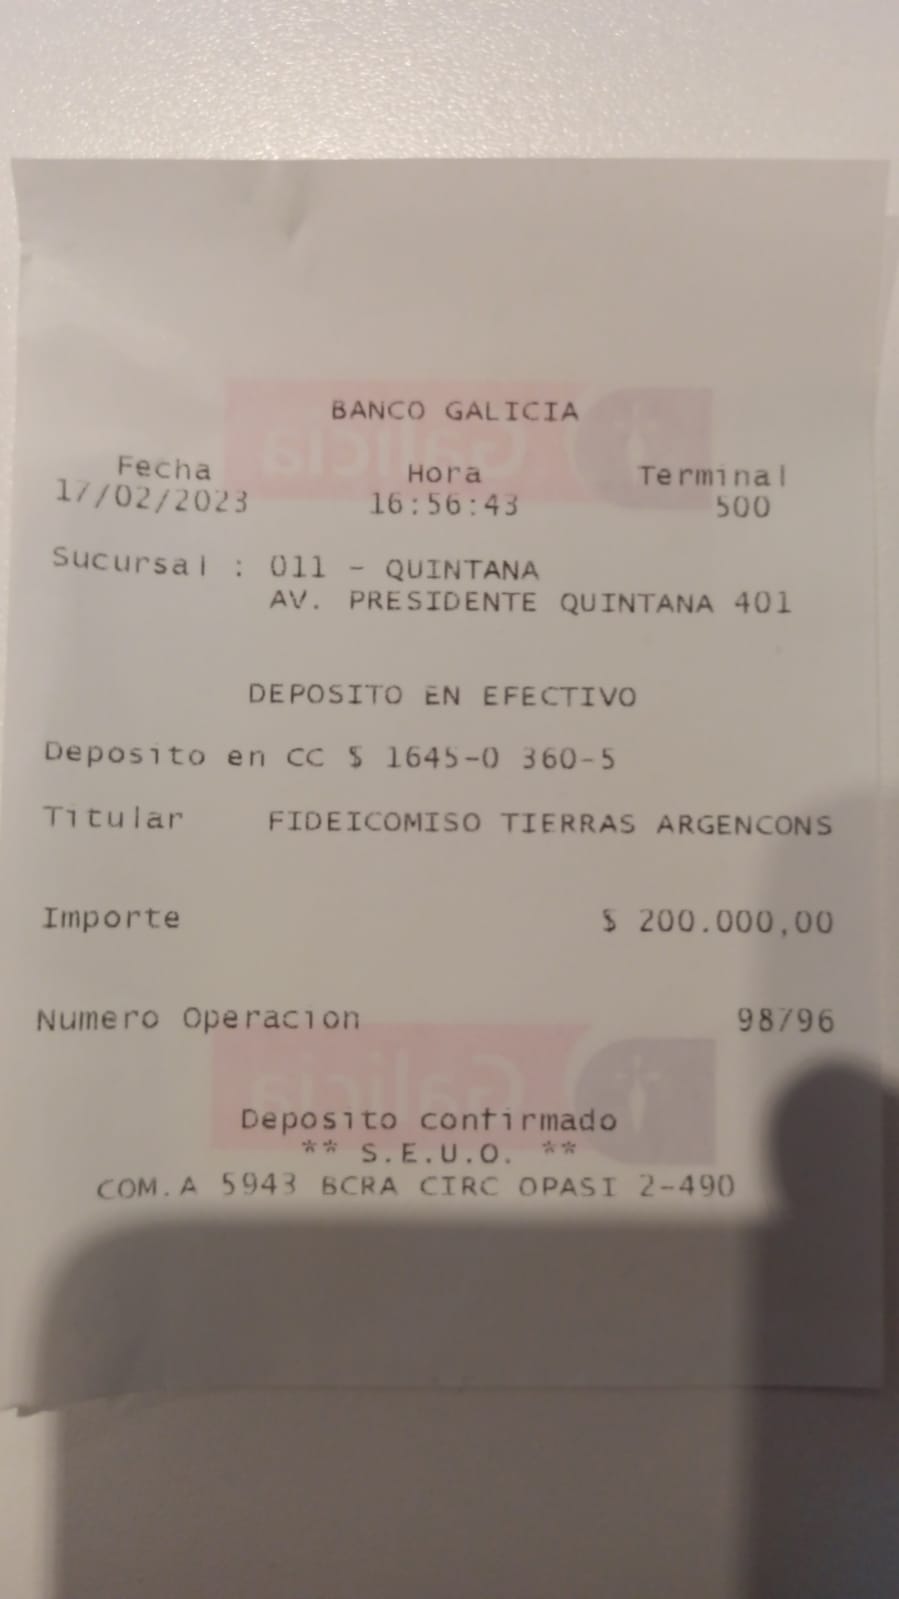 BANCO GALICIA
Fecha Hora Terminal
17/02/2023 16:56:43 500
Sucursal : 011 - QUINTANA
AV. PRESIDENTE QUINTANA 401
DEPOSITO EN EFECTIVO
Deposito en CC $ 1645-0 360-5
Titular FIDEICOMISO TIERRAS ARGENCONS
Importe $ 200.000,00
Numero Operacion 98796
Galicia
Deposito confirmado
** S.E.U.O. **
COM.A 5943 BCRA CIRC OPASI 2-490